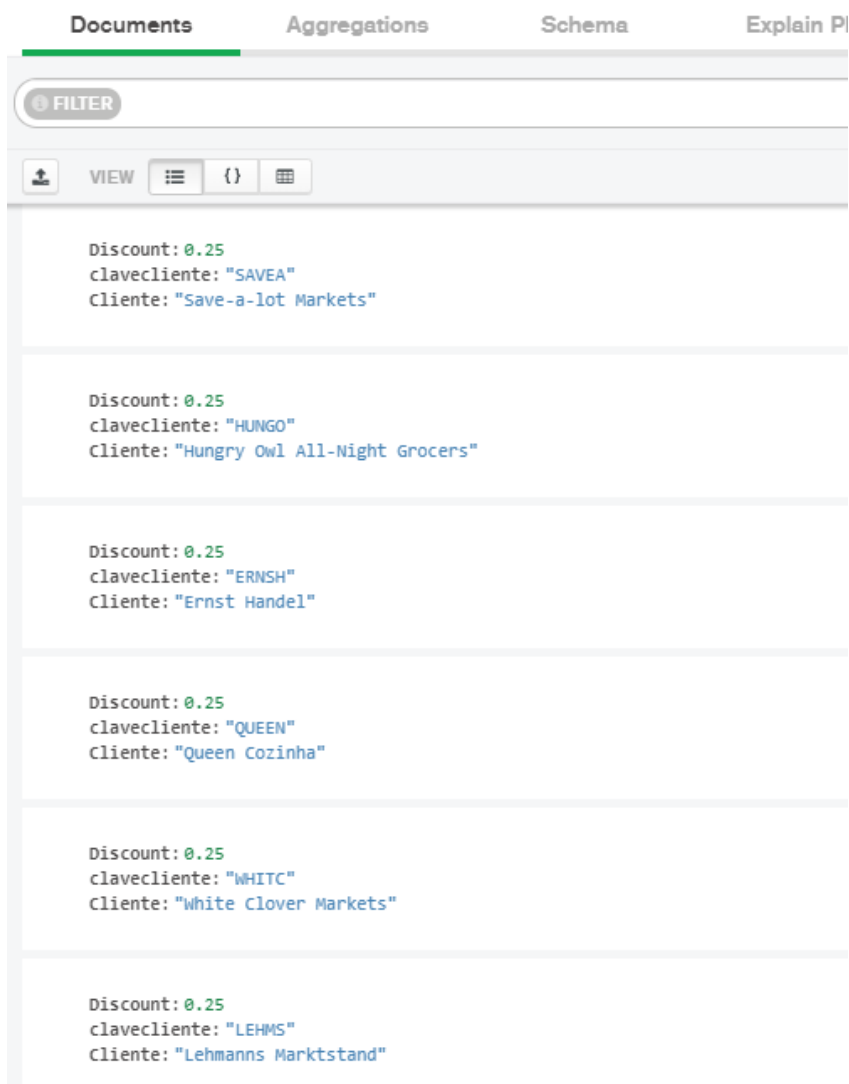 Documents Aggregations Schema Explain Pl
FILTER
VIEW {}
Discount: 0.25
clavecliente: "SAVEA"
Cliente: "Save-a-lot Markets"
Discount: 0.25
clavecliente: "HUNGO"
Cliente: "Hungry Owl All-Night Grocers"
Discount: 0.25
clavecliente: "ERNSH"
Cliente: "Ernst Handel"
Discount: 0.25
clavecliente: "QUEEN"
Cliente: "Queen Cozinha"
Discount: 0.25
clavecliente: "WHITC"
Cliente: "White Clover Markets"
Discount: 0.25
clavecliente: "LEHMS"
Cliente: "Lehmanns Marktstand"